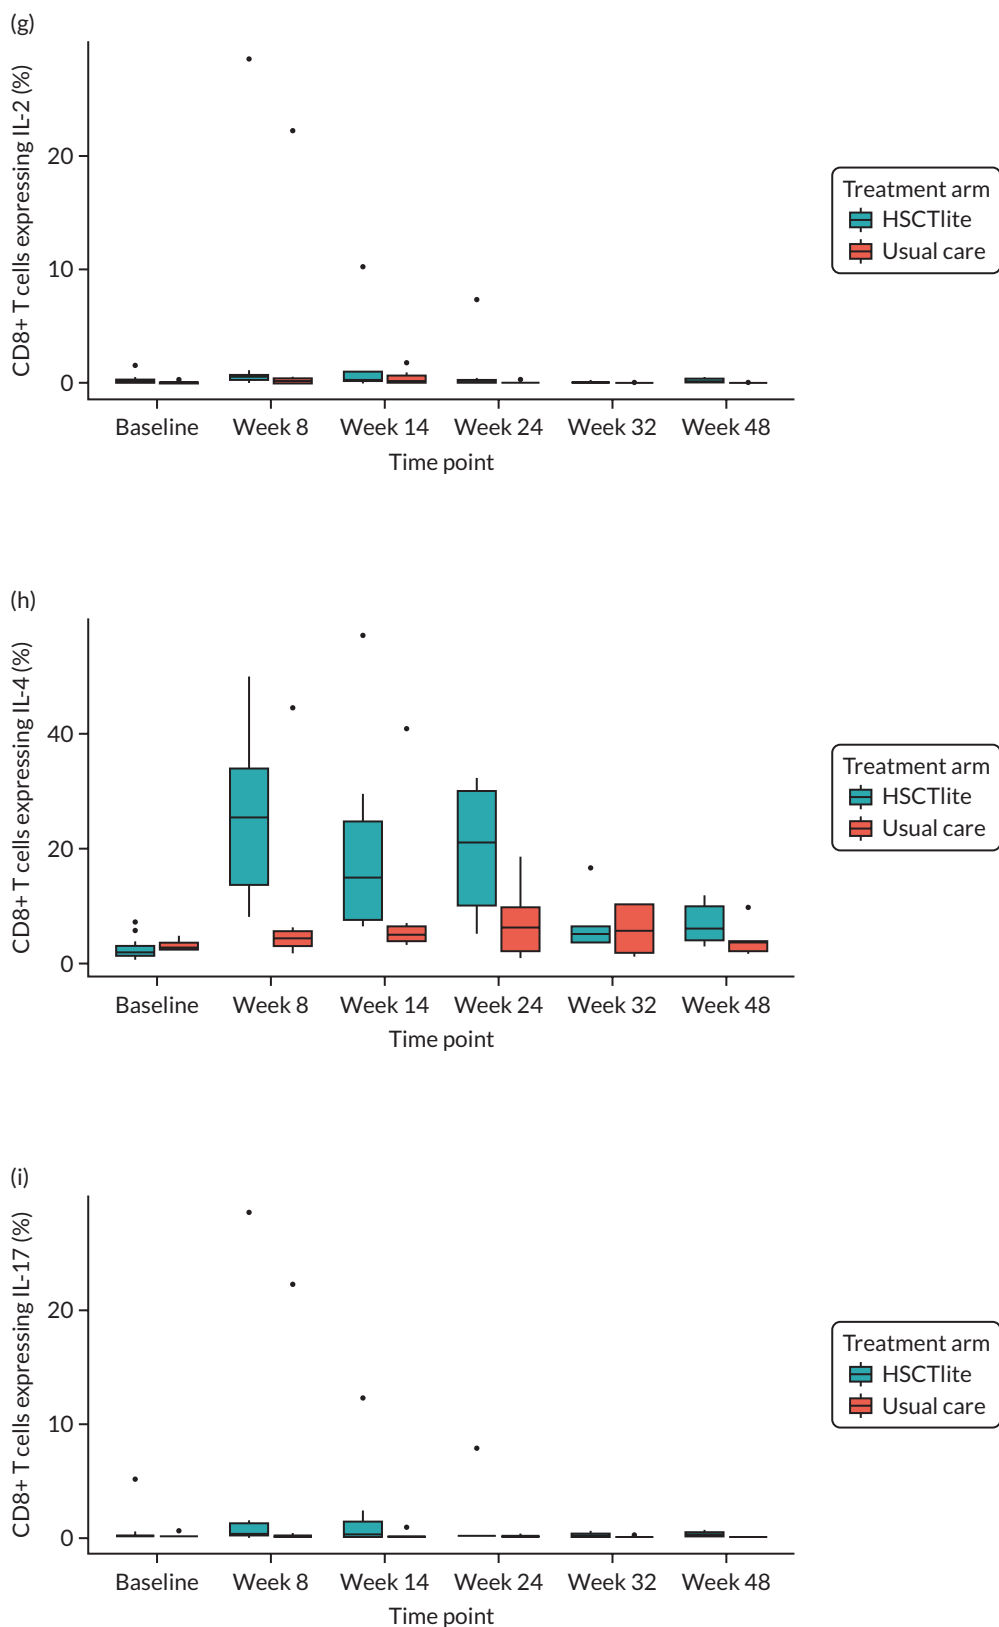 (g)
CD8+ T cells expressing IL-2 (%)
20
10
0
Baseline
Week 8
Week 14
Week 24
Week 32
Week 48
Time point
Treatment arm
HSCTlite
Usual care
(h)
CD8+ T cells expressing IL-4 (%)
40
20
0
Baseline
Week 8
Week 14
Week 24
Week 32
Week 48
Time point
Treatment arm
HSCTlite
Usual care
(i)
CD8+ T cells expressing IL-17 (%)
20
10
0
Baseline
Week 8
Week 14
Week 24
Week 32
Week 48
Time point
Treatment arm
HSCTlite
Usual care